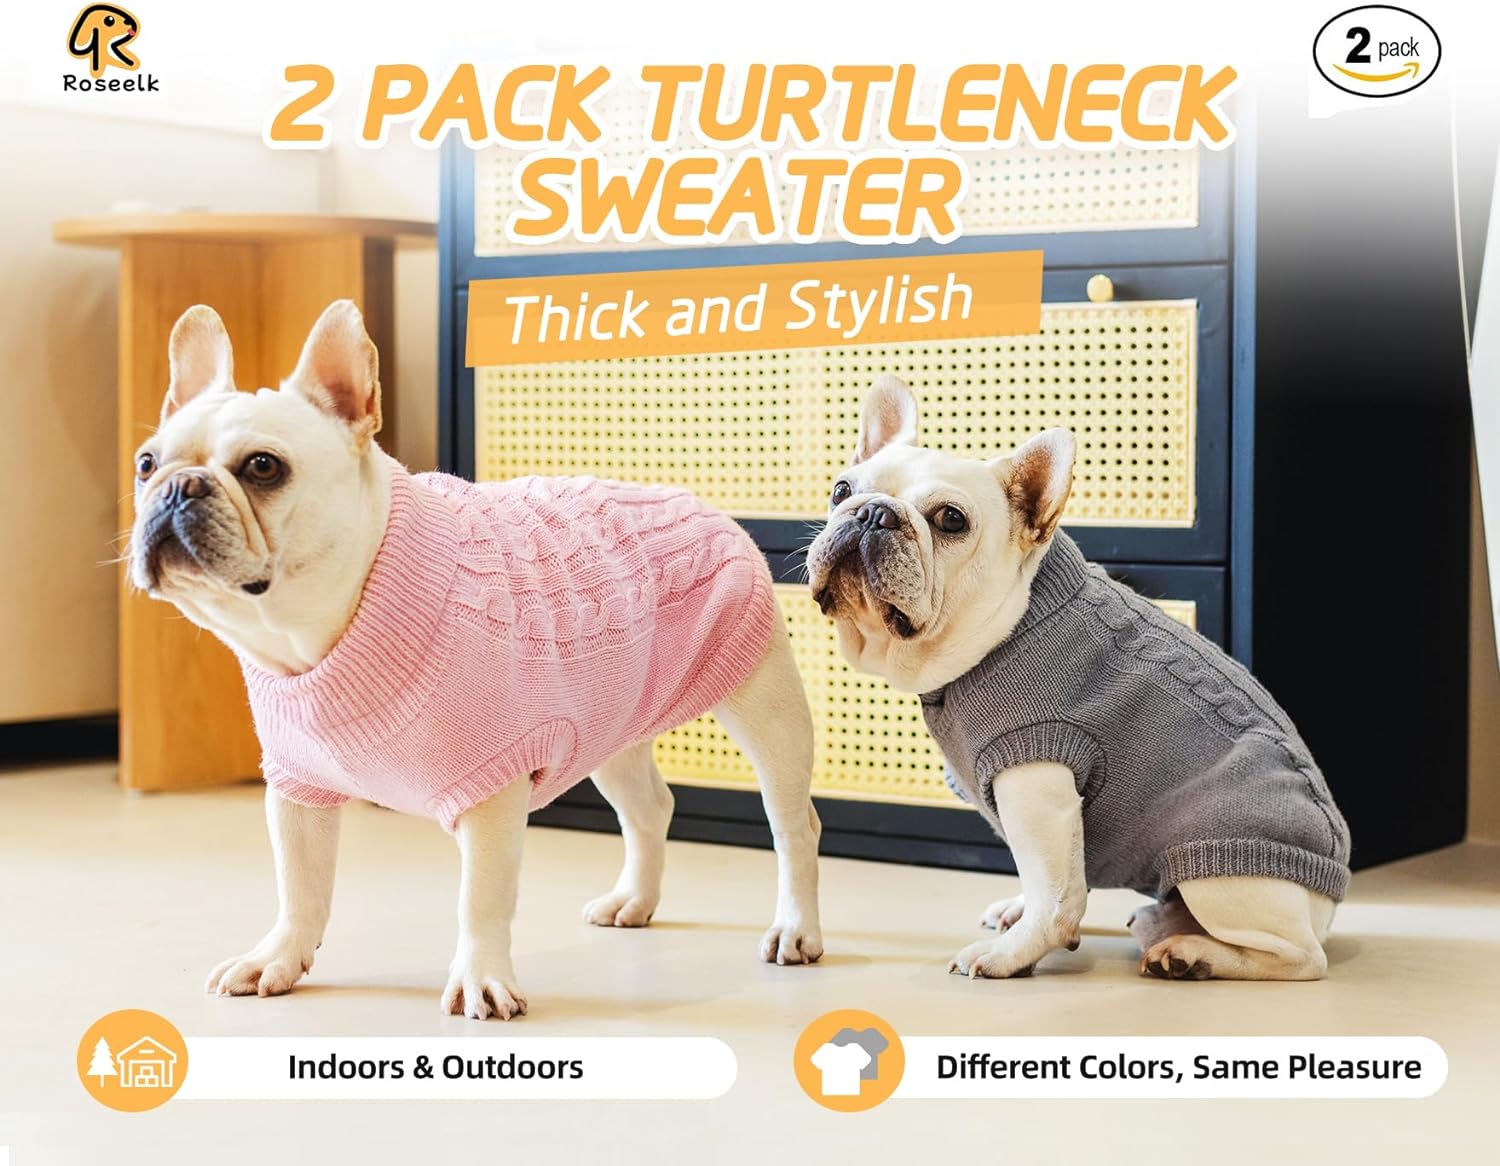 Roseelk
2 pack
2 PACK TURTLENECK
SWEATER
Thick and Stylish
Indoors & Outdoors
Different Colors, Same Pleasure